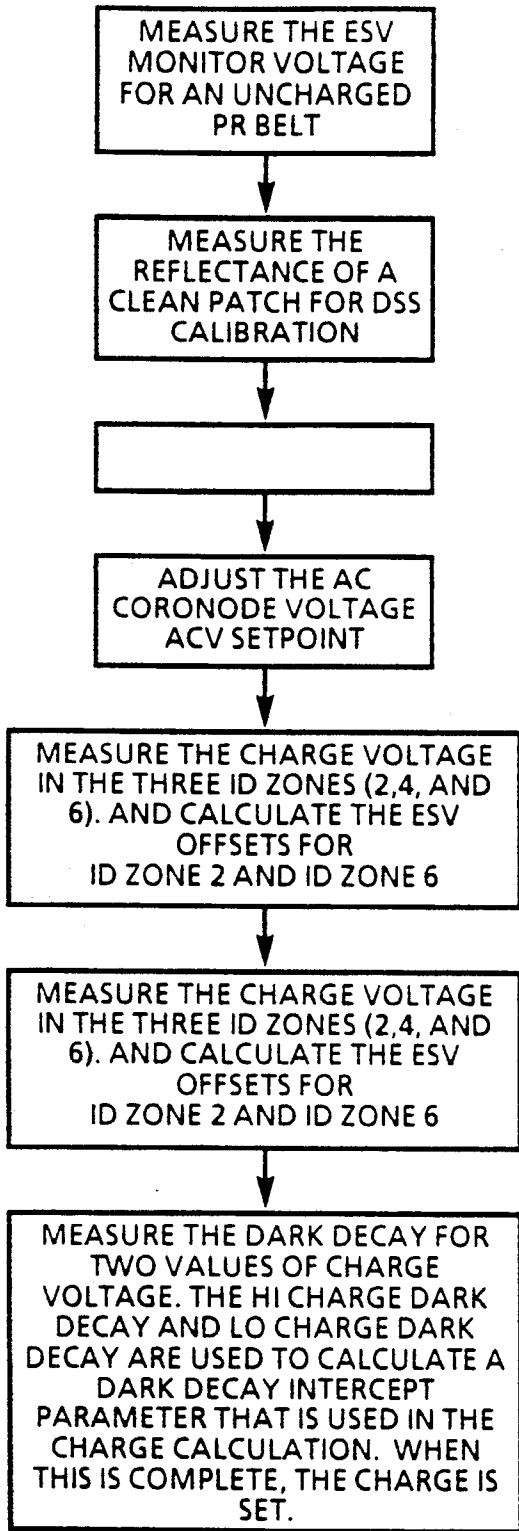 MEASURE THE ESV
MONITOR VOLTAGE
FOR AN UNCHARGED
PR BELT
MEASURE THE
REFLECTANCE OF A
CLEAN PATCH FOR DSS
CALIBRATION
ADJUST THE AC
CORONODE VOLTAGE
ACV SETPOINT
MEASURE THE CHARGE VOLTAGE
IN THE THREE ID ZONES (2,4, AND
6). AND CALCULATE THE ESV
OFFSETS FOR
ID ZONE 2 AND ID ZONE 6
MEASURE THE CHARGE VOLTAGE
IN THE THREE ID ZONES (2,4, AND
6). AND CALCULATE THE ESV
OFFSETS FOR
ID ZONE 2 AND ID ZONE 6
MEASURE THE DARK DECAY FOR
TWO VALUES OF CHARGE
VOLTAGE. THE HI CHARGE DARK
DECAY AND LO CHARGE DARK
DECAY ARE USED TO CALCULATE A
DARK DECAY INTERCEPT
PARAMETER THAT IS USED IN THE
CHARGE CALCULATION. WHEN
THIS IS COMPLETE, THE CHARGE IS
SET.